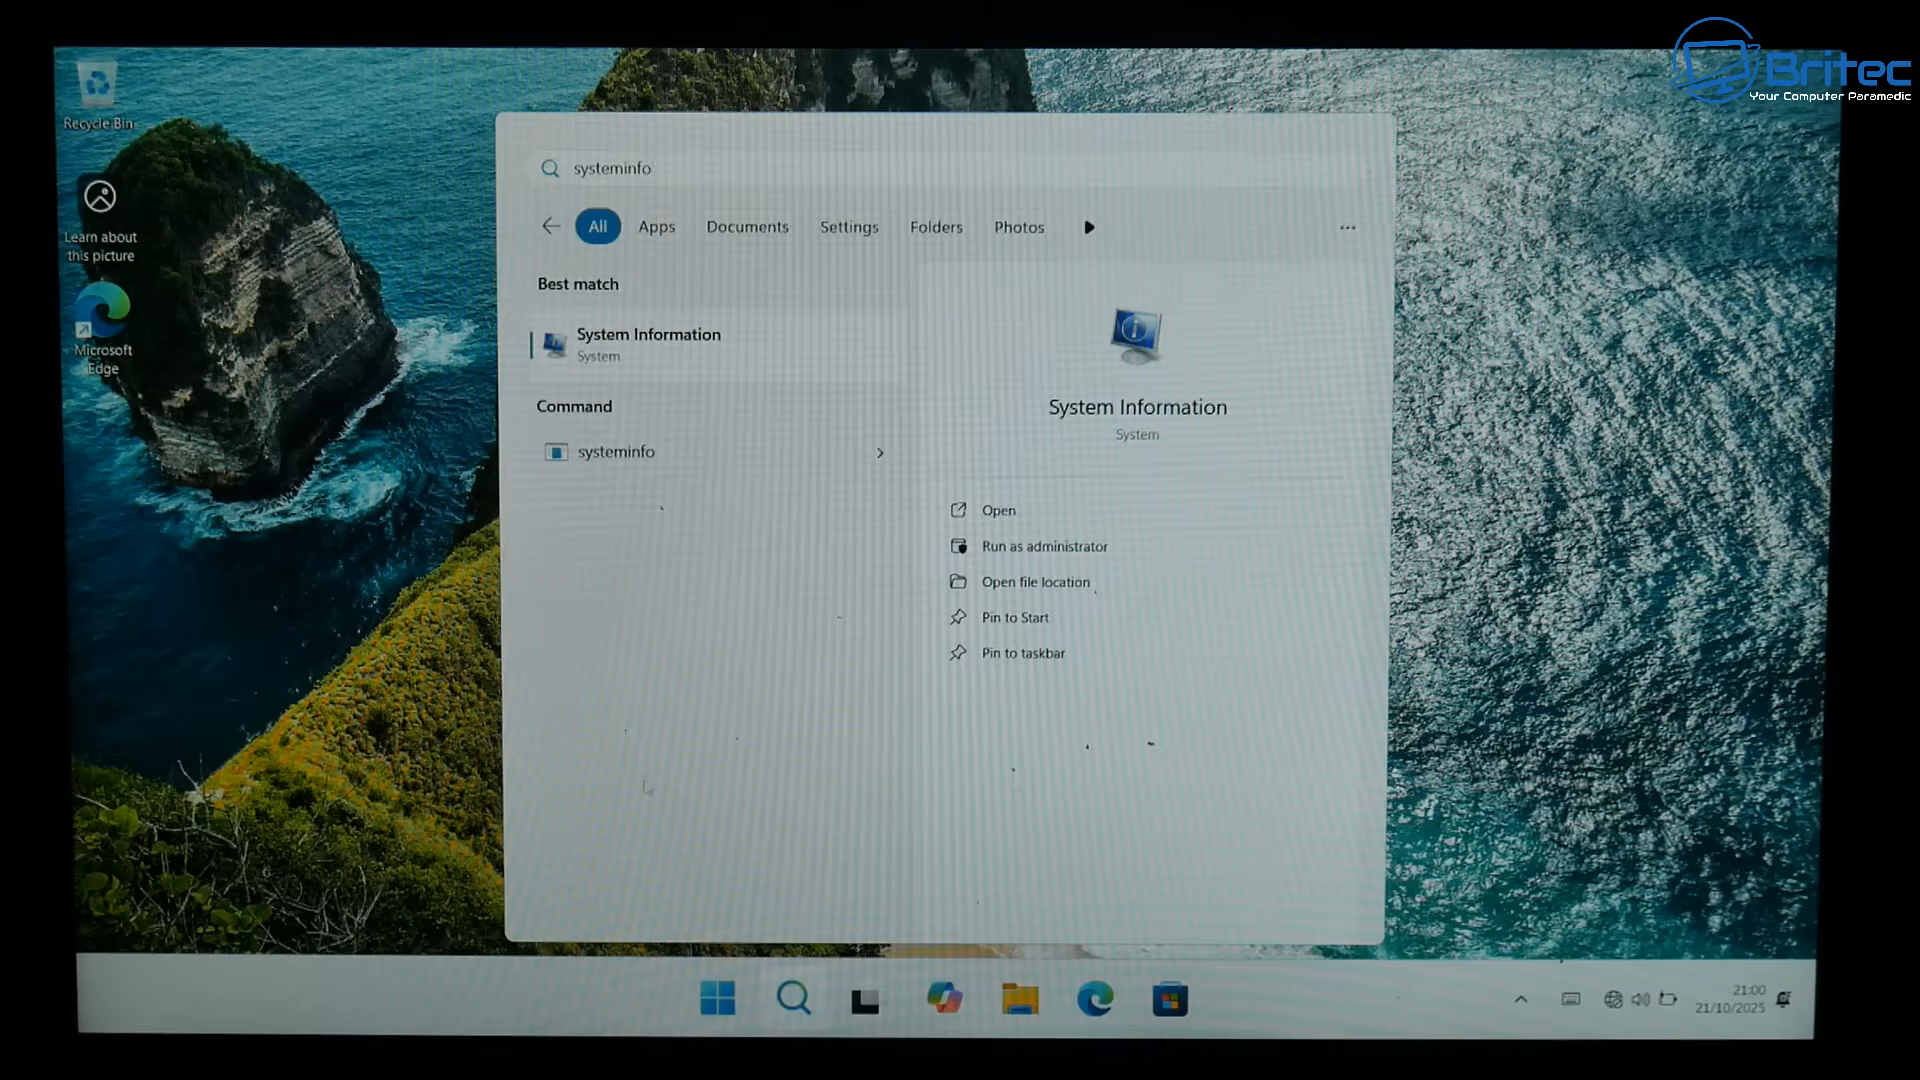 Britec
Your Computer Paramedic
Recycle Bin
Learn about
this picture
Microsoft
Edge
systeminfo
All
Apps
Documents
Settings
Folders
Photos
Best match
System Information
System
Command
systeminfo
System Information
System
Open
Run as administrator
Open file location
Pin to Start
Pin to taskbar
21:00
21/10/2025